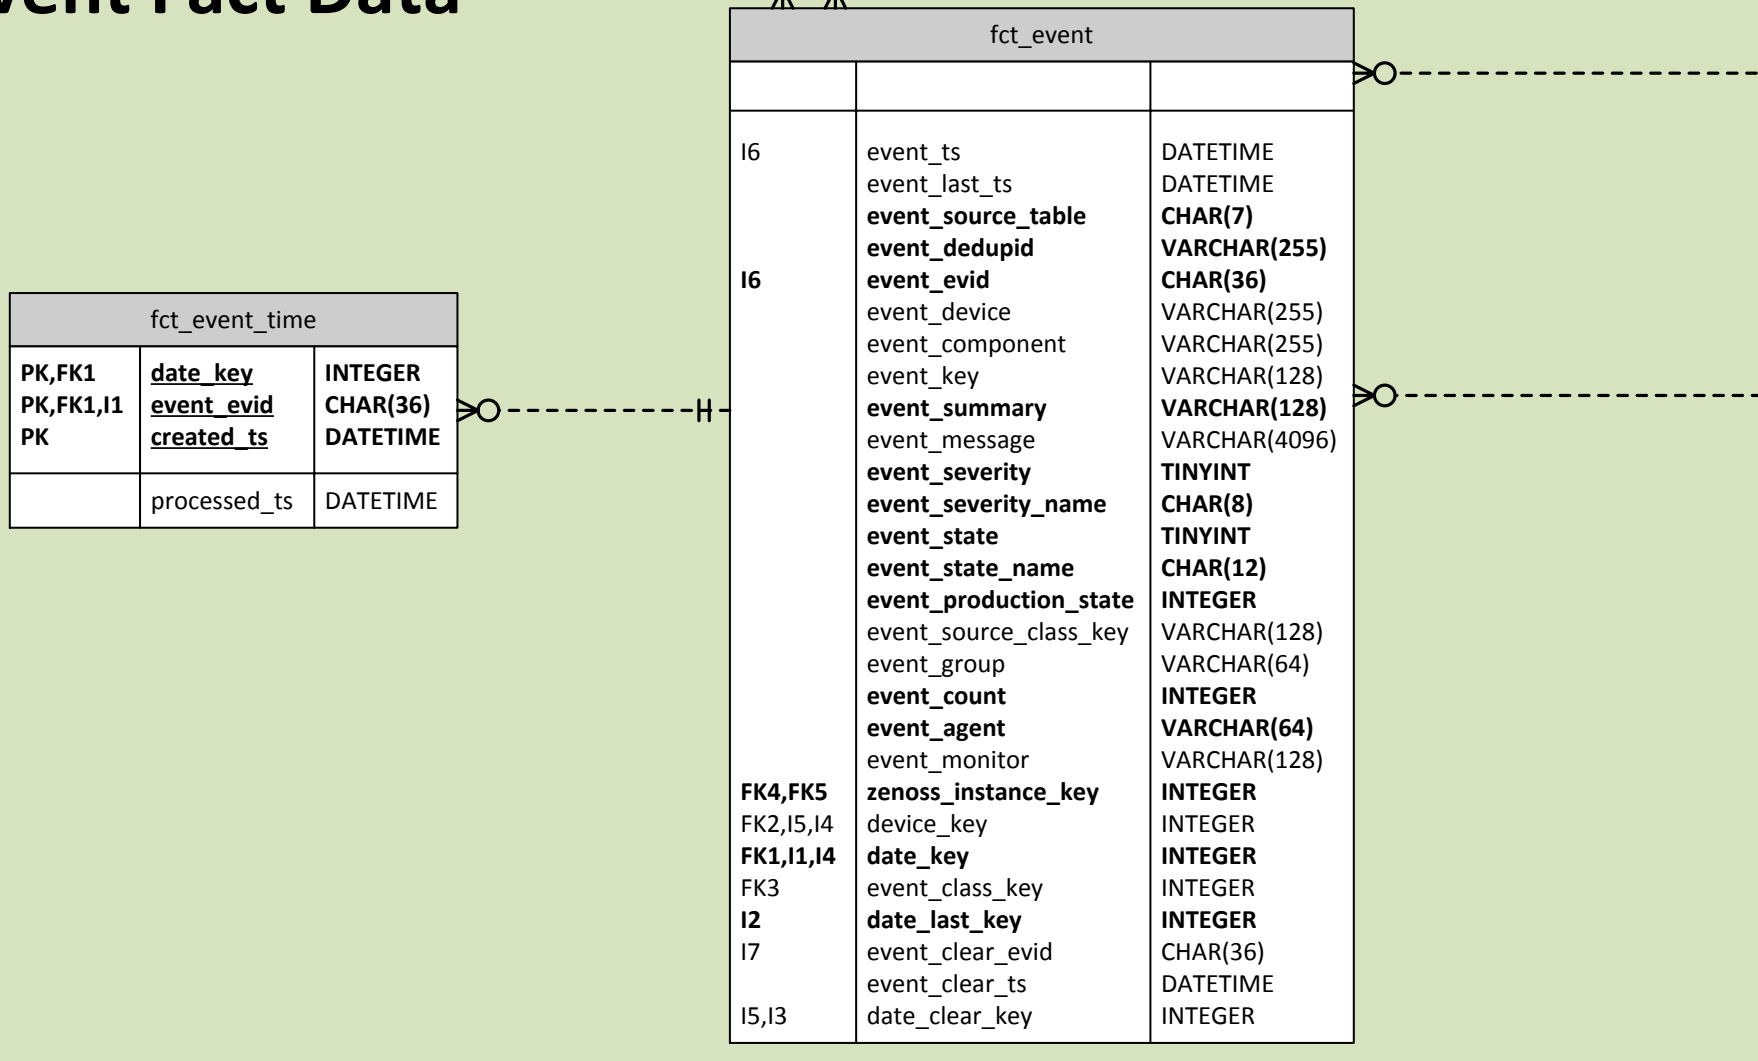 vent Fact Data
fct_event
I6 event_ts DATETIME
event_last_ts DATETIME
event_source_table CHAR(7)
event_dedupid VARCHAR(255)
I6 event_evid CHAR(36)
event_device VARCHAR(255)
event_component VARCHAR(255)
event_key VARCHAR(128)
event_summary VARCHAR(128)
event_message VARCHAR(4096)
event_severity TINYINT
event_severity_name CHAR(8)
event_state TINYINT
event_state_name CHAR(12)
event_production_state INTEGER
event_source_class_key VARCHAR(128)
event_group VARCHAR(64)
event_count INTEGER
event_agent VARCHAR(64)
event_monitor VARCHAR(128)
FK4,FK5 zenoss_instance_key INTEGER
FK2,I5,I4 device_key INTEGER
FK1,I1,I4 date_key INTEGER
FK3 event_class_key INTEGER
I2 date_last_key INTEGER
I7 event_clear_evid CHAR(36)
event_clear_ts DATETIME
I5,I3 date_clear_key INTEGER
fct_event_time
PK,FK1 date_key INTEGER
PK,FK1,I1 event_evid CHAR(36)
PK created_ts DATETIME
processed_ts DATETIME